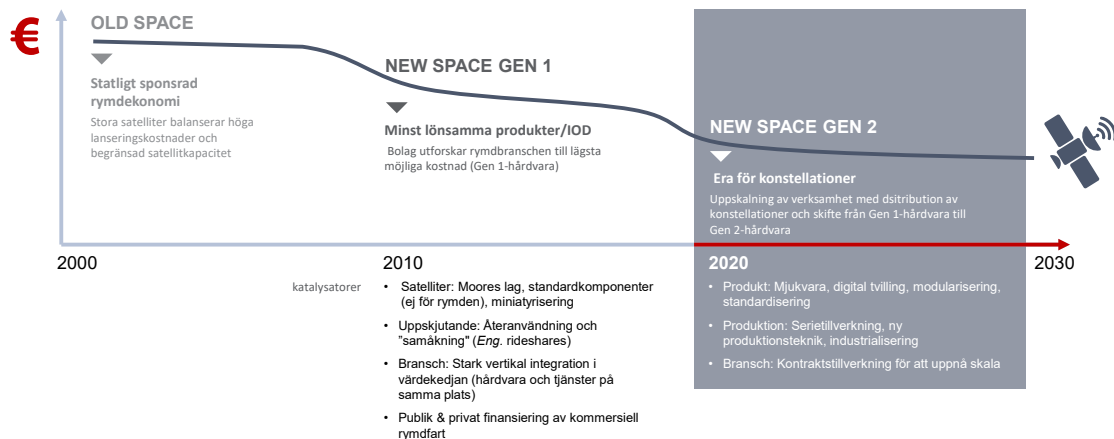 €
OLD SPACE
Statligt sponsrad
rymdekonomi
Stora satelliter balanserar höga
lanseringskostnader och
begränsad satellitkapacitet
NEW SPACE GEN 1
Minst lönsamma produkter/IOD
Bolag utforskar rymdbranschen till lägsta
möjliga kostnad (Gen 1-hårdvara)
NEW SPACE GEN 2
Era för konstellationer
Uppskalning av verksamhet med dsitribution av
konstellationer och skifte från Gen 1-hårdvara till
Gen 2-hårdvara
2000
2010
2020
2030
katalysatorer
• Satelliter: Moores lag, standardkomponenter
(ej för rymden), miniatyrisering
• Uppskjutande: Återanvändning och
"samåkning" (Eng. rideshares)
• Bransch: Stark vertikal integration i
värdekedjan (hårdvara och tjänster på
samma plats)
• Publik & privat finansiering av kommersiell
rymdfart
• Produkt: Mjukvara, digital tvilling, modularisering,
standardisering
• Produktion: Serietillverkning, ny
produktionsteknik, industrialisering
• Bransch: Kontraktstillverkning för att uppnå skala